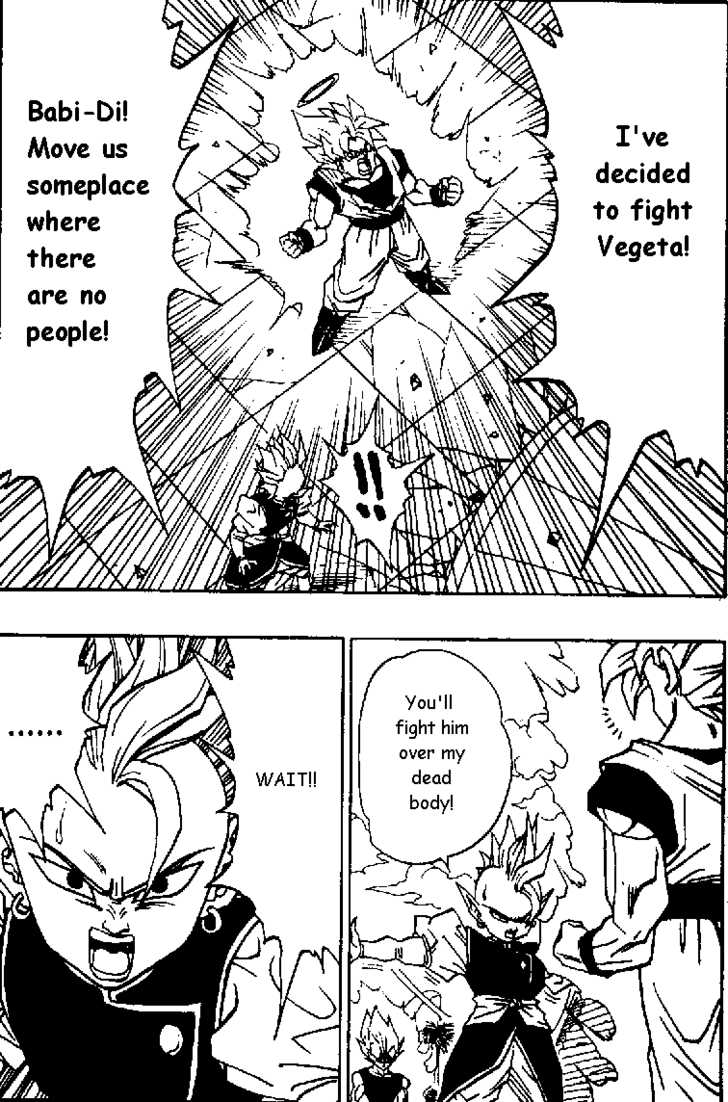 Babi-Di!
Move us
someplace
where
there
are no
people!
I've
decided
to fight
Vegeta!
!!
......
WAIT!!
You'll
fight him
over my
dead
body!